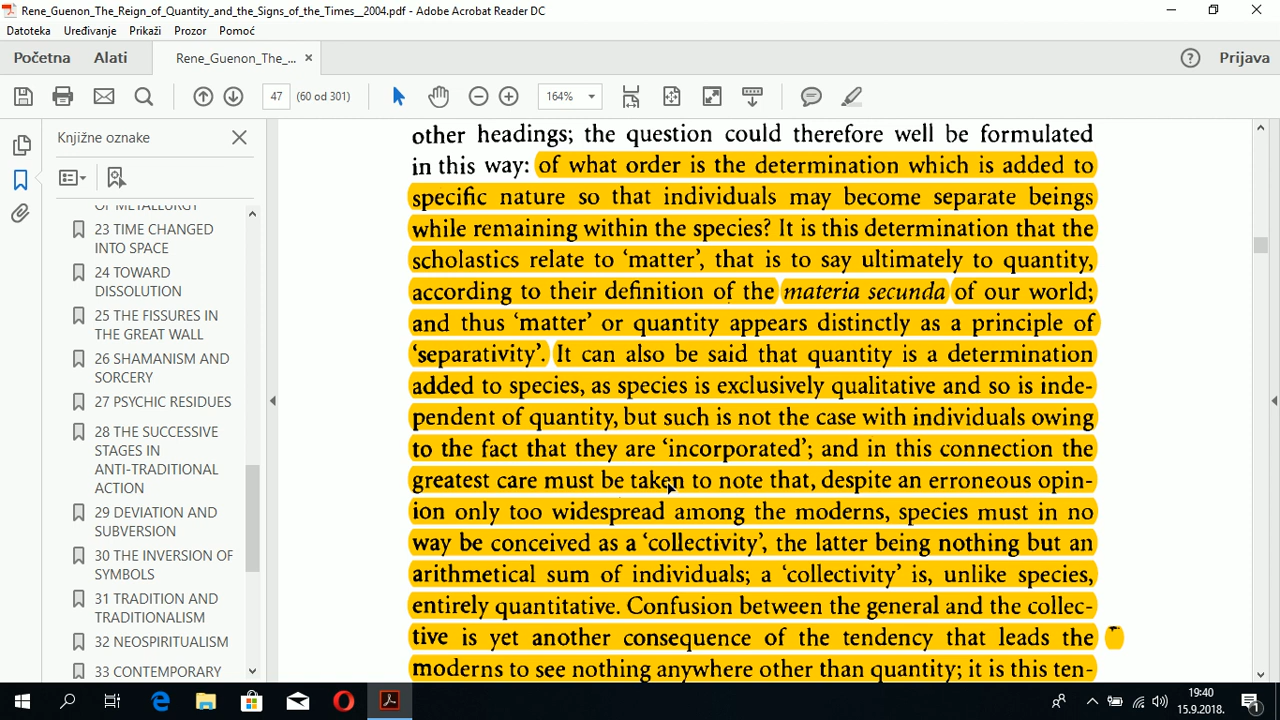 Rene_Guenon_The_Reign_of_Quantity_and_the_Signs_of_the_Times__2004.pdf - Adobe Acrobat Reader DC
Datoteka Uređivanje Prikaži Prozor Pomoć
Početna Alati Rene_Guenon_The_... × Prijava
47 (60 od 301) 164%
Knjižne oznake
OF METALLURGY
23 TIME CHANGED
INTO SPACE
24 TOWARD
DISSOLUTION
25 THE FISSURES IN
THE GREAT WALL
26 SHAMANISM AND
SORCERY
27 PSYCHIC RESIDUES
28 THE SUCCESSIVE
STAGES IN
ANTI-TRADITIONAL
ACTION
29 DEVIATION AND
SUBVERSION
30 THE INVERSION OF
SYMBOLS
31 TRADITION AND
TRADITIONALISM
32 NEOSPIRITUALISM
33 CONTEMPORARY
other headings; the question could therefore well be formulated
in this way: of what order is the determination which is added to
specific nature so that individuals may become separate beings
while remaining within the species? It is this determination that the
scholastics relate to ‘matter’, that is to say ultimately to quantity,
according to their definition of the materia secunda of our world;
and thus ‘matter’ or quantity appears distinctly as a principle of
‘separativity’. It can also be said that quantity is a determination
added to species, as species is exclusively qualitative and so is inde-
pendent of quantity, but such is not the case with individuals owing
to the fact that they are ‘incorporated’; and in this connection the
greatest care must be taken to note that, despite an erroneous opin-
ion only too widespread among the moderns, species must in no
way be conceived as a ‘collectivity’, the latter being nothing but an
arithmetical sum of individuals; a ‘collectivity’ is, unlike species,
entirely quantitative. Confusion between the general and the collec-
tive is yet another consequence of the tendency that leads the
moderns to see nothing anywhere other than quantity; it is this ten-
19:40
15.9.2018.
1